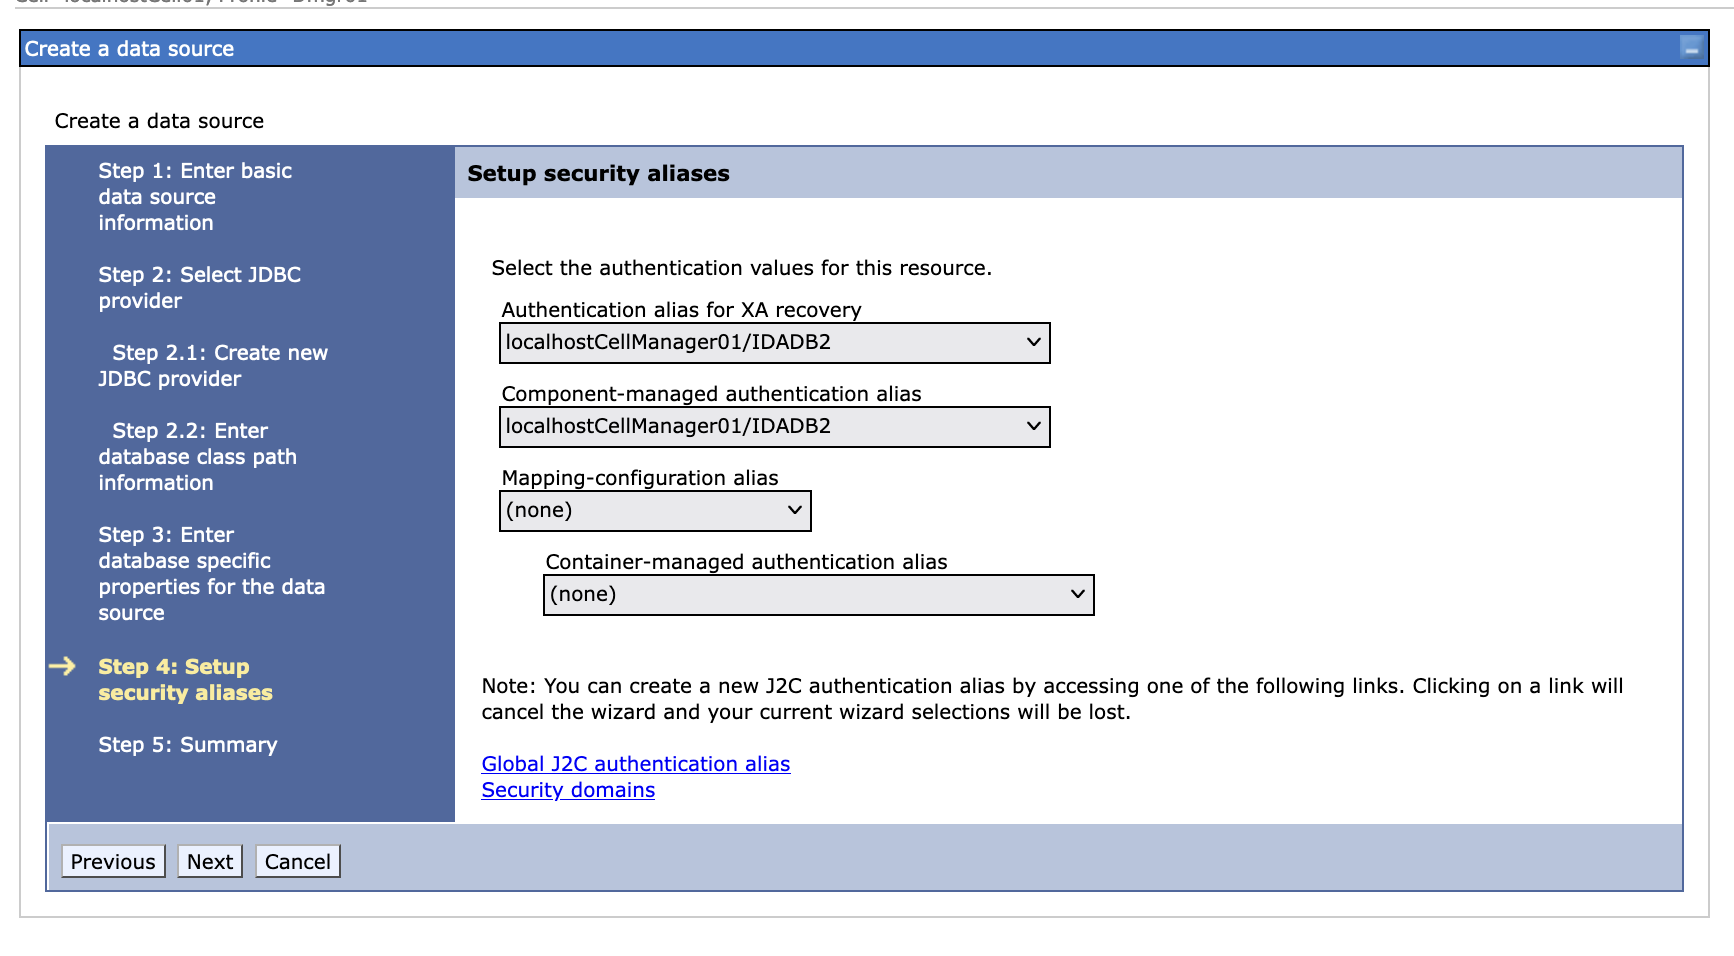 Create a data source
Create a data source
Step 1: Enter basic
data source
information
Step 2: Select JDBC
provider
Step 2.1: Create new
JDBC provider
Step 2.2: Enter
database class path
information
Step 3: Enter
database specific
properties for the data
source
Step 4: Setup
security aliases
Step 5: Summary
Setup security aliases
Select the authentication values for this resource.
Authentication alias for XA recovery
localhostCellManager01/IDADB2
Component-managed authentication alias
localhostCellManager01/IDADB2
Mapping-configuration alias
(none)
Container-managed authentication alias
(none)
Note: You can create a new J2C authentication alias by accessing one of the following links. Clicking on a link will
cancel the wizard and your current wizard selections will be lost.
Global J2C authentication alias
Security domains
Previous Next Cancel